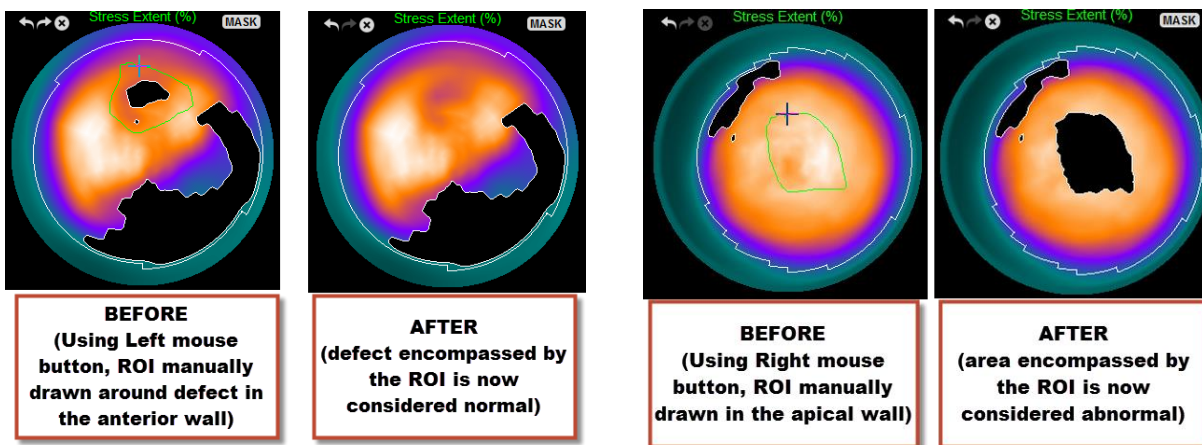 Stress Extent (%)
MASK
Stress Extent (%)
MASK
Stress Extent (%)
MASK
Stress Extent (%)
MASK
BEFORE
(Using Left mouse
button, ROI manually
drawn around defect in
the anterior wall)
AFTER
(defect encompassed by
the ROI is now
considered normal)
BEFORE
(Using Right mouse
button, ROI manually
drawn in the apical wall)
AFTER
(area encompassed by
the ROI is now
considered abnormal)